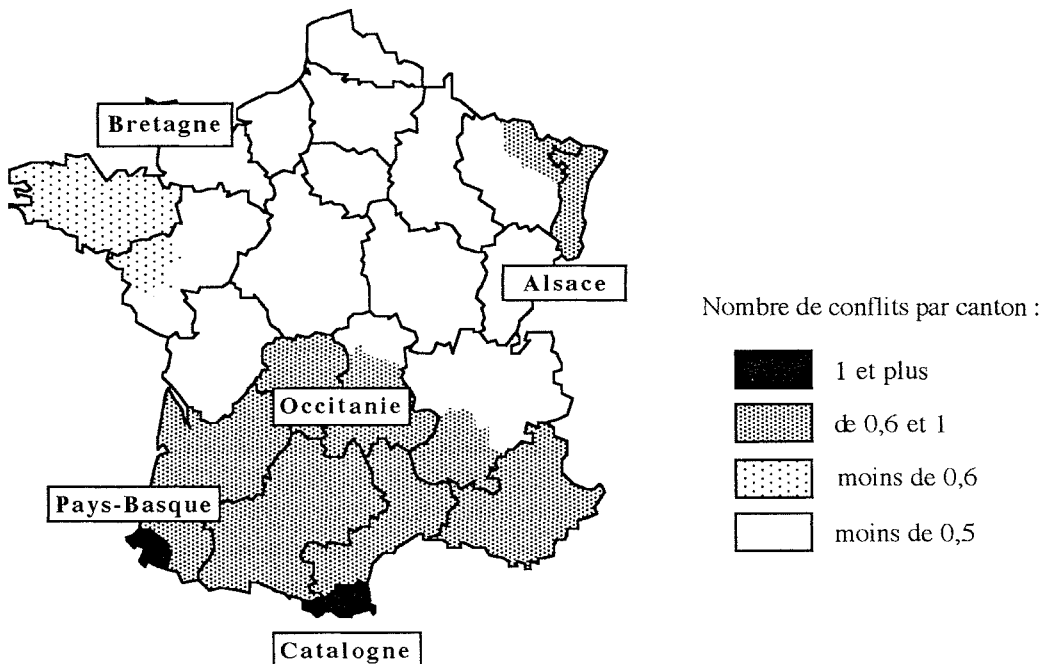 Bretagne
Alsace
Nombre de conflits par canton :
1 et plus
Occitanie
de 0,6 et 1
moins de 0,6
Pays-Basque
moins de 0,5
Catalogne